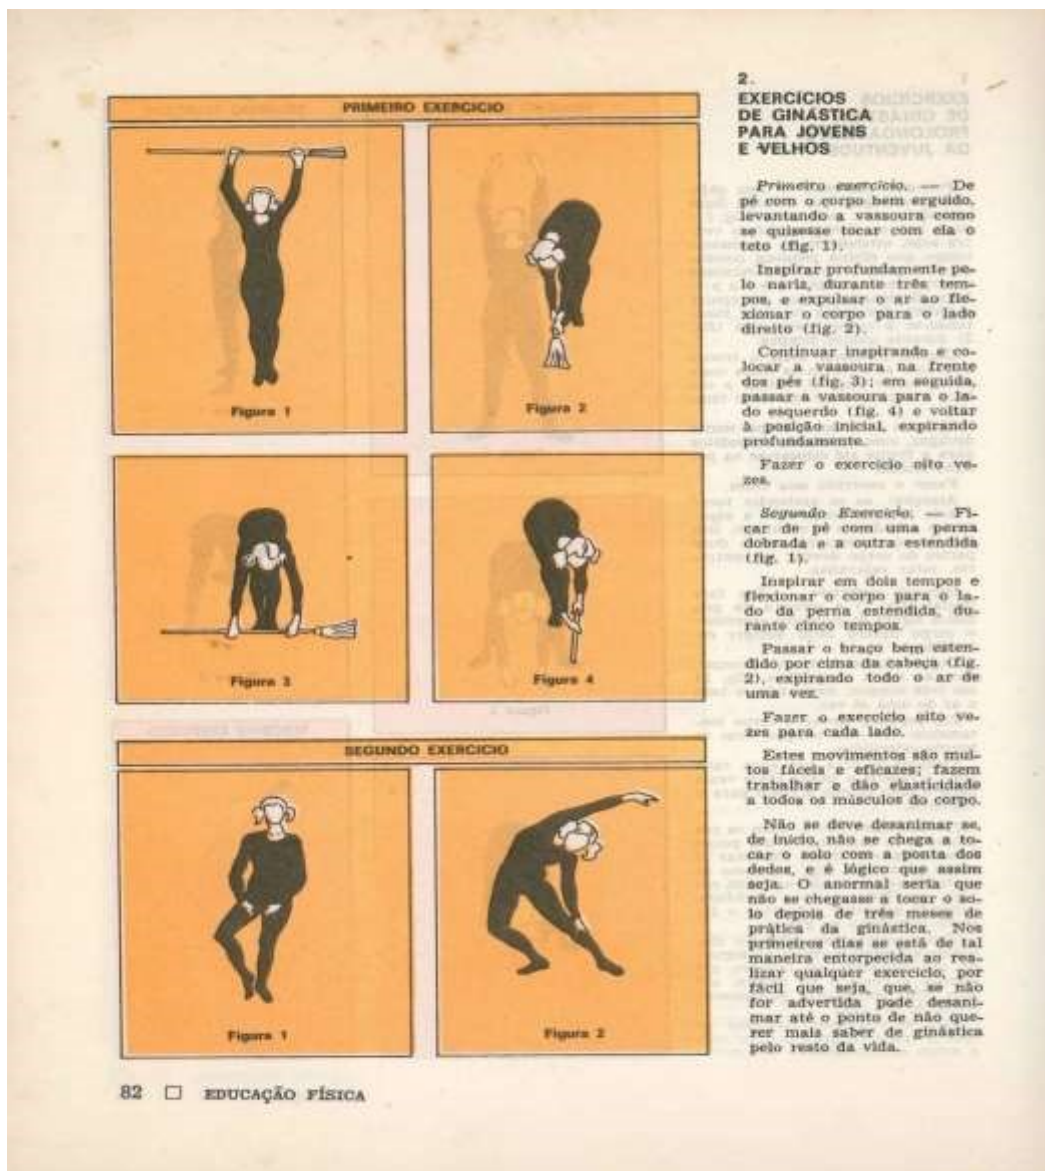 PRIMEIRO EXERCICIO
Figura 1
Figura 2
Figura 3
Figura 4
SEGUNDO EXERCICIO
Figura 1
Figura 2
2.
EXERCICIOS
DE GINÁSTICA
PARA JOVENS
E VELHOS
Primeiro exercício. — De
pé com o corpo bem erguido,
levantando a vassoura como
se quisesse tocar com ela o
teto (fig. 1).
Inspirar profundamente pe-
lo nariz, durante três tem-
pos, e expulsar o ar ao fle-
xionar o corpo para o lado
direito (fig. 2).
Continuar inspirando e co-
locar a vassoura na frente
dos pés (fig. 3); em seguida,
passar a vassoura para o la-
do esquerdo (fig. 4) e voltar
à posição inicial, expirando
profundamente.
Fazer o exercício oito ve-
zes.
Segundo Exercício. — Fi-
car de pé com uma perna
dobrada e a outra estendida
(fig. 1).
Inspirar em dois tempos e
flexionar o corpo para o la-
do da perna estendida, du-
rante cinco tempos.
Passar o braço bem esten-
dido por cima da cabeça (fig.
2), expirando todo o ar de
uma vez.
Fazer o exercício oito ve-
zes para cada lado.
Estes movimentos são mui-
tos fáceis e eficazes; fazem
trabalhar e dão elasticidade
a todos os músculos do corpo.
Não se deve desanimar se,
de início, não se chega a to-
car o solo com a ponta dos
dedos, e é lógico que assim
seja. O anormal seria que
não se chegasse a tocar o so-
lo depois de três meses de
prática da ginástica. Nos
primeiros dias se está de tal
maneira entorpecida ao rea-
lizar qualquer exercício, por
fácil que seja, que, se não
for advertida pode desani-
mar até o ponto de não que-
rer mais saber de ginástica
pelo resto da vida.
82 □ EDUCAÇÃO FÍSICA